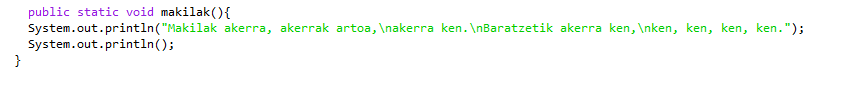 public static void makilak(){
System.out.println("Makilak akerra, akerrak artoa,\nakerra ken.\nBaratzetik akerra ken,\nken, ken, ken, ken.");
System.out.println();
}